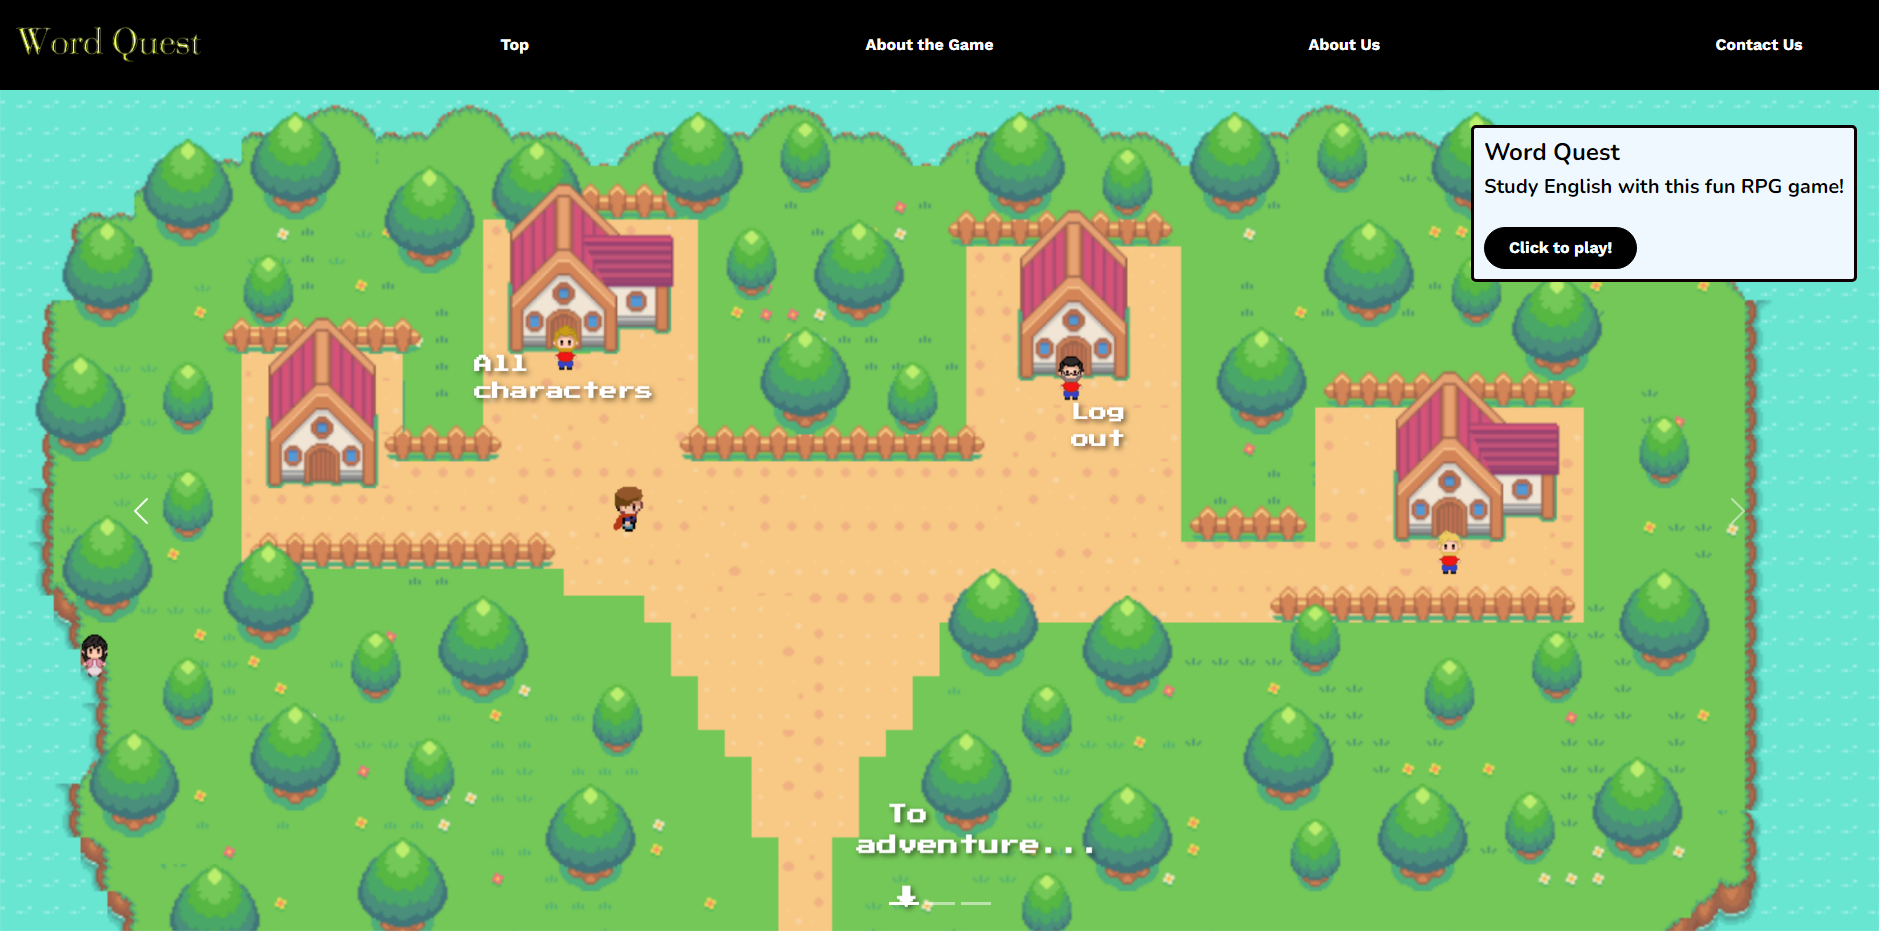 Word Quest
Top
About the Game
About Us
Contact Us
Word Quest
Study English with this fun RPG game!
Click to play!
All
characters
Log
out
To
adventure...